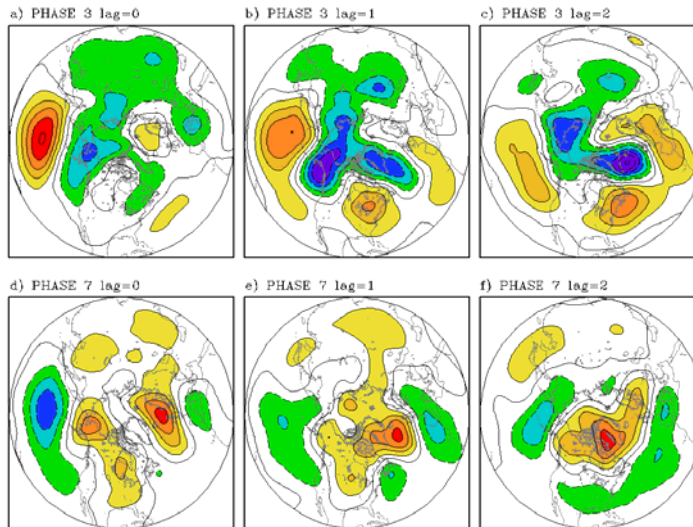 a) PHASE 3 lag=0
b) PHASE 3 lag=1
c) PHASE 3 lag=2
d) PHASE 7 lag=0
e) PHASE 7 lag=1
f) PHASE 7 lag=2